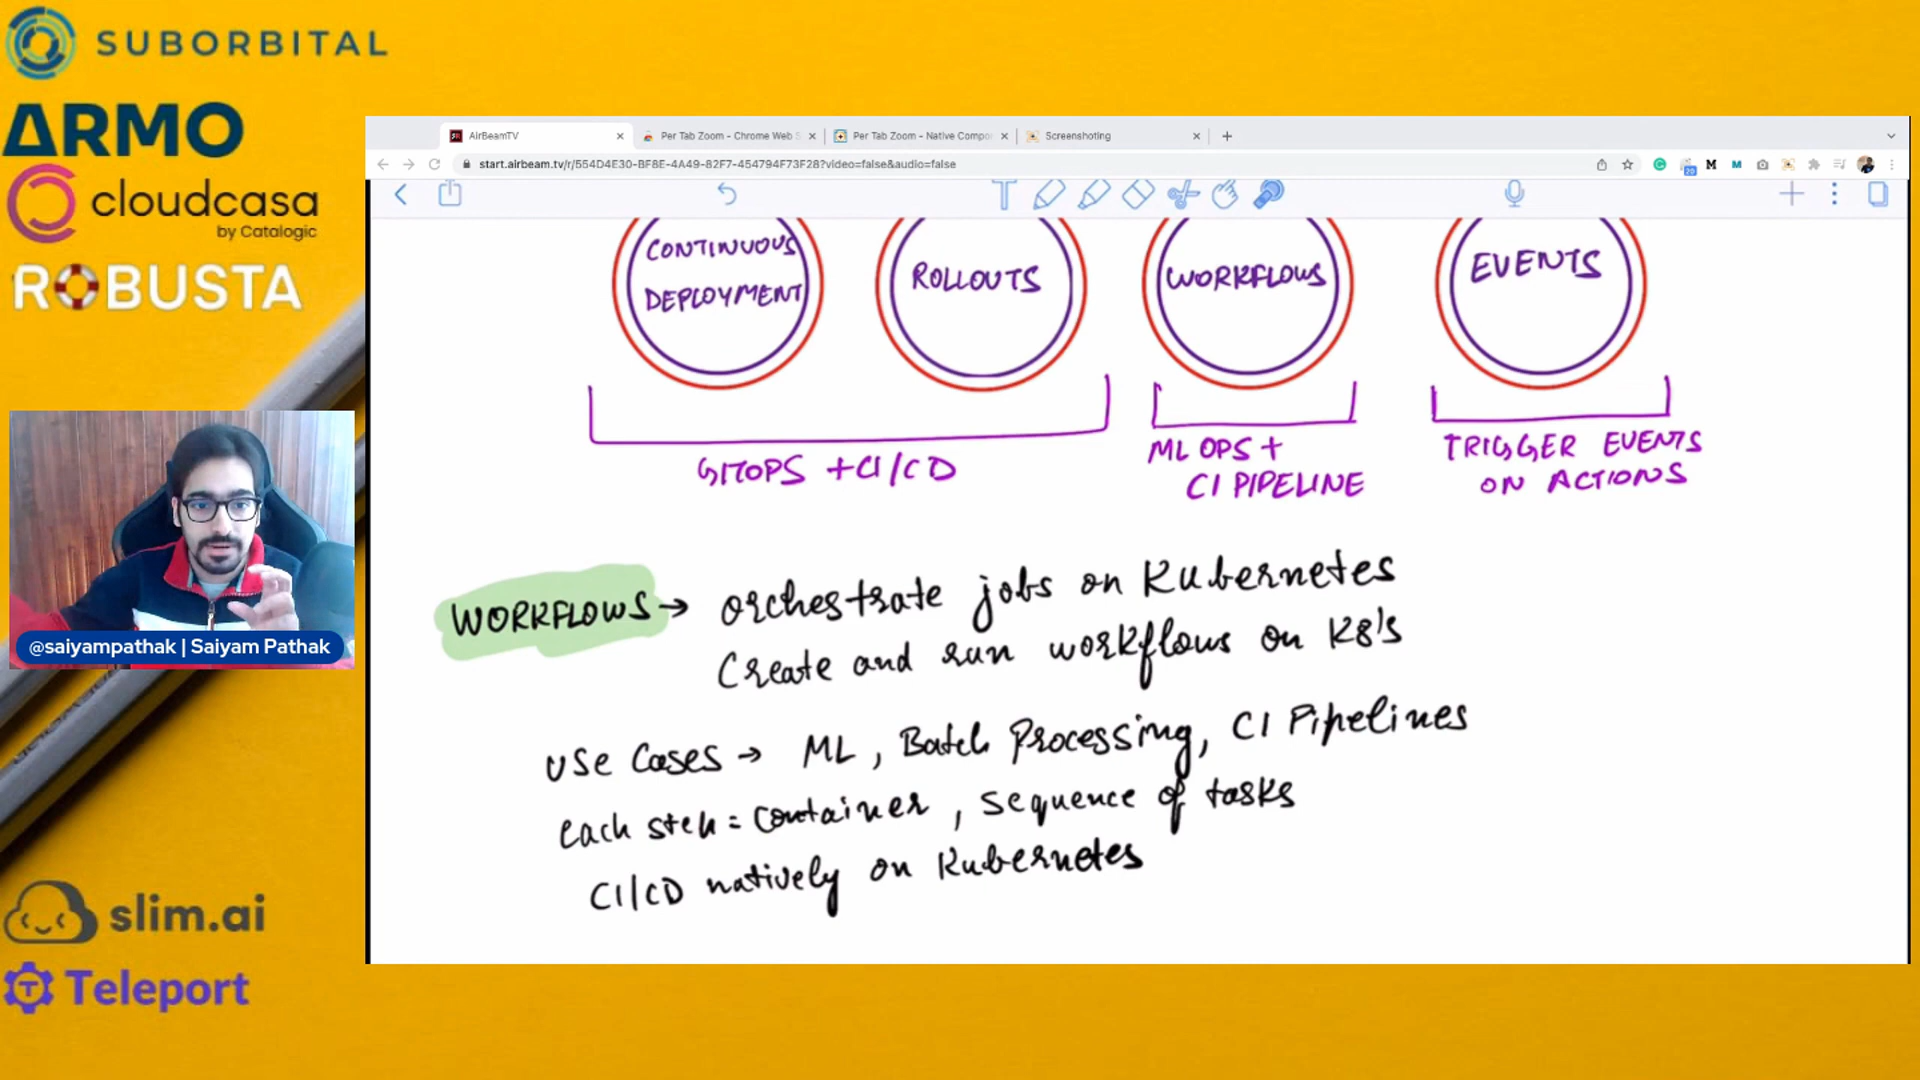 SUBORBITAL
ARMO
cloudcasa
by Catalogic
ROBUSTA
@saiyampathak | Saiyam Pathak
slim.ai
Teleport
AirBeamTV
Per Tab Zoom - Chrome Web S
Per Tab Zoom - Native Compo
Screenshoting
start.airbeam.tv/r/554D4E30-BF8E-4A49-82F7-454794F73F28?video=false&audio=false
CONTINUOUS
DEPLOYMENT
ROLLOUTS
WORKFLOWS
EVENTS
GITOPS + CI/CD
ML OPS +
CI PIPELINE
TRIGGER EVENTS
ON ACTIONS
WORKFLOWS → Orchestrate jobs on Kubernetes
Create and run workflows on K8's
Use Cases → ML, Batch Processing, CI Pipelines
each step = container, sequence of tasks
CI/CD natively on Kubernetes